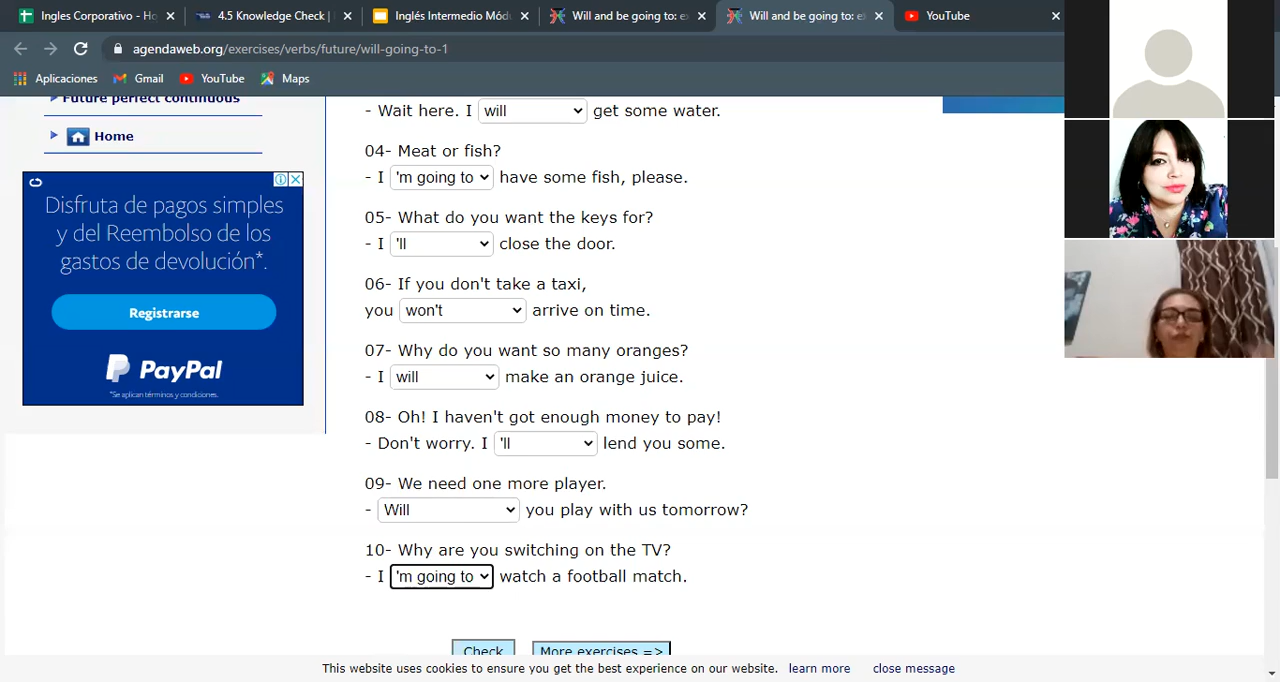 Ingles Corporativo - Ho
4.5 Knowledge Check |
Inglés Intermedio Mód
Will and be going to: e
Will and be going to: e
YouTube
agendaweb.org/exercises/verbs/future/will-going-to-1
Aplicaciones
Gmail
YouTube
Maps
Future perfect continuous
Home
Disfruta de pagos simples
y del Reembolso de los
gastos de devolución*.
Registrarse
PayPal
*Se aplican términos y condiciones.
- Wait here. I will get some water.
04- Meat or fish?
- I 'm going to have some fish, please.
05- What do you want the keys for?
- I 'll close the door.
06- If you don't take a taxi,
you won't arrive on time.
07- Why do you want so many oranges?
- I will make an orange juice.
08- Oh! I haven't got enough money to pay!
- Don't worry. I 'll lend you some.
09- We need one more player.
- Will you play with us tomorrow?
10- Why are you switching on the TV?
- I 'm going to watch a football match.
Check
More exercises =>
This website uses cookies to ensure you get the best experience on our website. learn more close message